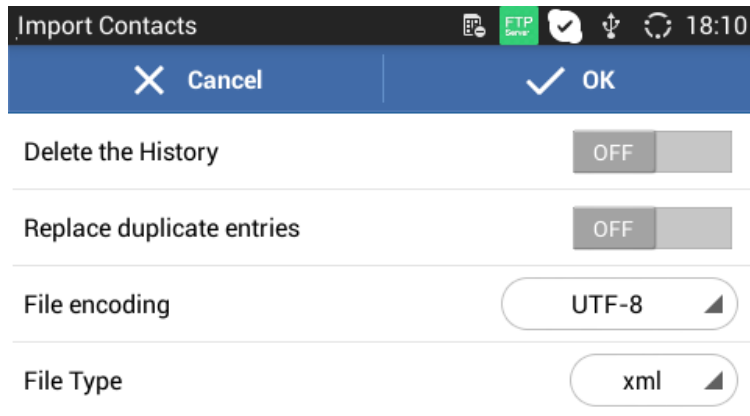 Import Contacts FTP Server 18:10
Cancel OK
Delete the History OFF
Replace duplicate entries OFF
File encoding UTF-8
File Type xml